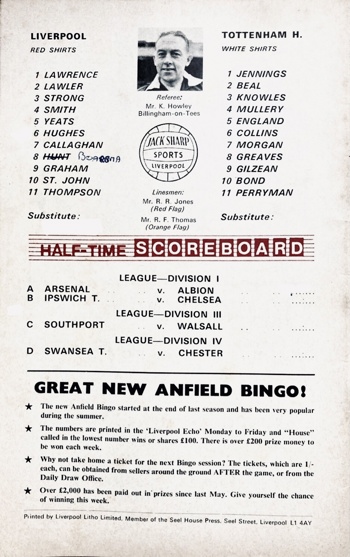 LIVERPOOL
RED SHIRTS
1 LAWRENCE
2 LAWLER
3 STRONG
4 SMITH
5 YEATS
6 HUGHES
7 CALLAGHAN
8 HUNT
9 GRAHAM
10 ST. JOHN
11 THOMPSON
Substitute:
Referee:
Mr. K. Howley
Billingham-on-Tees
JACK SHARP
SPORTS
LIVERPOOL
Linesmen:
Mr. R. R. Jones
(Red Flag)
Mr. R. F. Thomas
(Orange Flag)
TOTTENHAM H.
WHITE SHIRTS
1 JENNINGS
2 BEAL
3 KNOWLES
4 MULLERY
5 ENGLAND
6 COLLINS
7 MORGAN
8 GREAVES
9 GILZEAN
10 BOND
11 PERRYMAN
Substitute:
HALF-TIME SCOREBOARD
LEAGUE—DIVISION I
A ARSENAL .. v. ALBION
B IPSWICH T. .. v. CHELSEA
LEAGUE—DIVISION III
C SOUTHPORT v. WALSALL
LEAGUE—DIVISION IV
D SWANSEA T. v. CHESTER
GREAT NEW ANFIELD BINGO!
★ The new Anfield Bingo started at the end of last season and has been very popular
during the summer.
★ The numbers are printed in the 'Liverpool Echo' Monday to Friday and "House"
called in the lowest number wins or shares £100. There is over £200 prize money to
be won each week.
★ Why not take home a ticket for the next Bingo session? The tickets, which are 1/-
each, can be obtained from sellers around the ground AFTER the game, or from the
Daily Draw Office.
★ Over £2,000 has been paid out in prizes since last May. Give yourself the chance
of winning this week.
Printed by Liverpool Litho Limited, Member of the Seel House Press, Seel Street, Liverpool L1 4AY